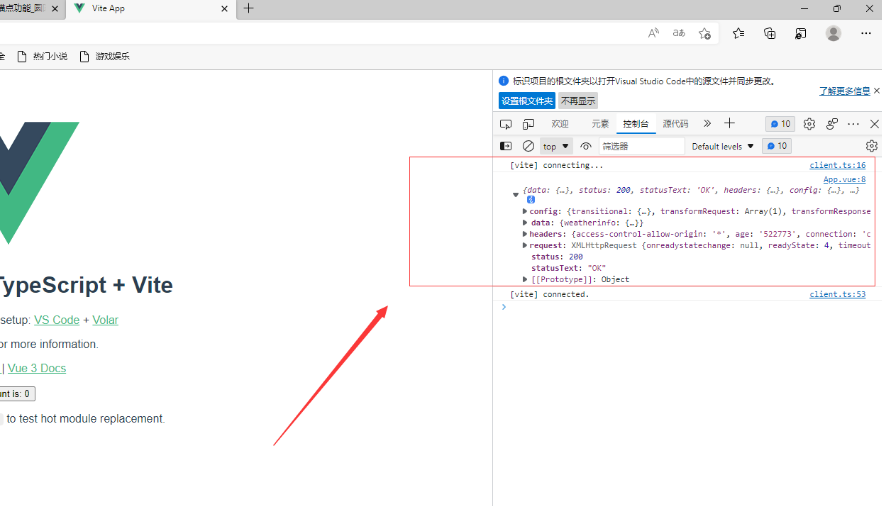 描点功能_圆
Vite App
aあ
全 热门小说 游戏娱乐
标识项目的根文件夹以打开Visual Studio Code中的源文件并同步更改。
了解更多信息
设置根文件夹 不再显示
欢迎 元素 控制台 源代码 10
top 筛选器 Default levels 10
[vite] connecting... client.ts:16
App.vue:8
{data: {…}, status: 200, statusText: 'OK', headers: {…}, config: {…}, …}
config: {transitional: {…}, transformRequest: Array(1), transformResponse
data: {weatherinfo: {…}}
headers: {access-control-allow-origin: '*', age: '522773', connection: 'c
request: XMLHttpRequest {onreadystatechange: null, readyState: 4, timeout
status: 200
statusText: "OK"
[[Prototype]]: Object
[vite] connected. client.ts:53
TypeScript + Vite
setup: VS Code + Volar
or more information.
| Vue 3 Docs
unt is: 0
to test hot module replacement.